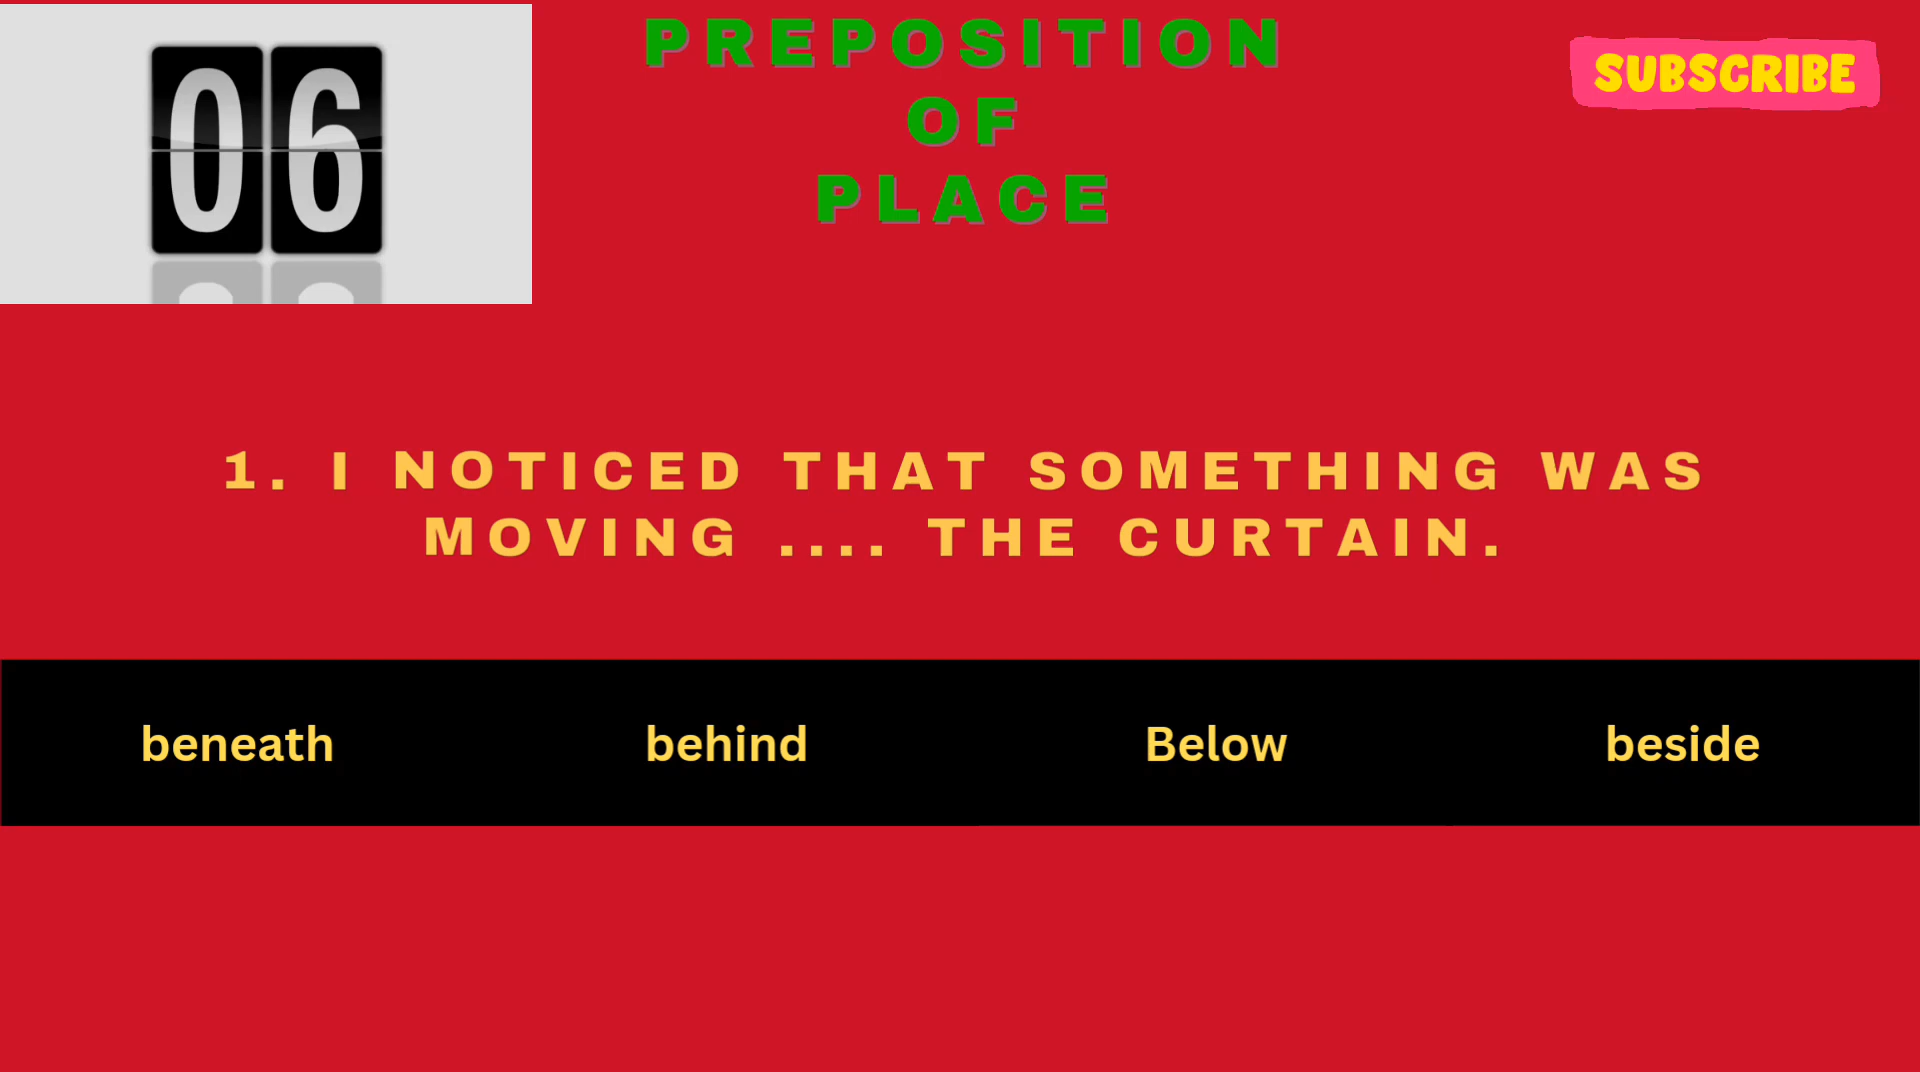 06
PREPOSITION
OF
PLACE
SUBSCRIBE
1. I NOTICED THAT SOMETHING WAS
MOVING .... THE CURTAIN.
beneath behind Below beside